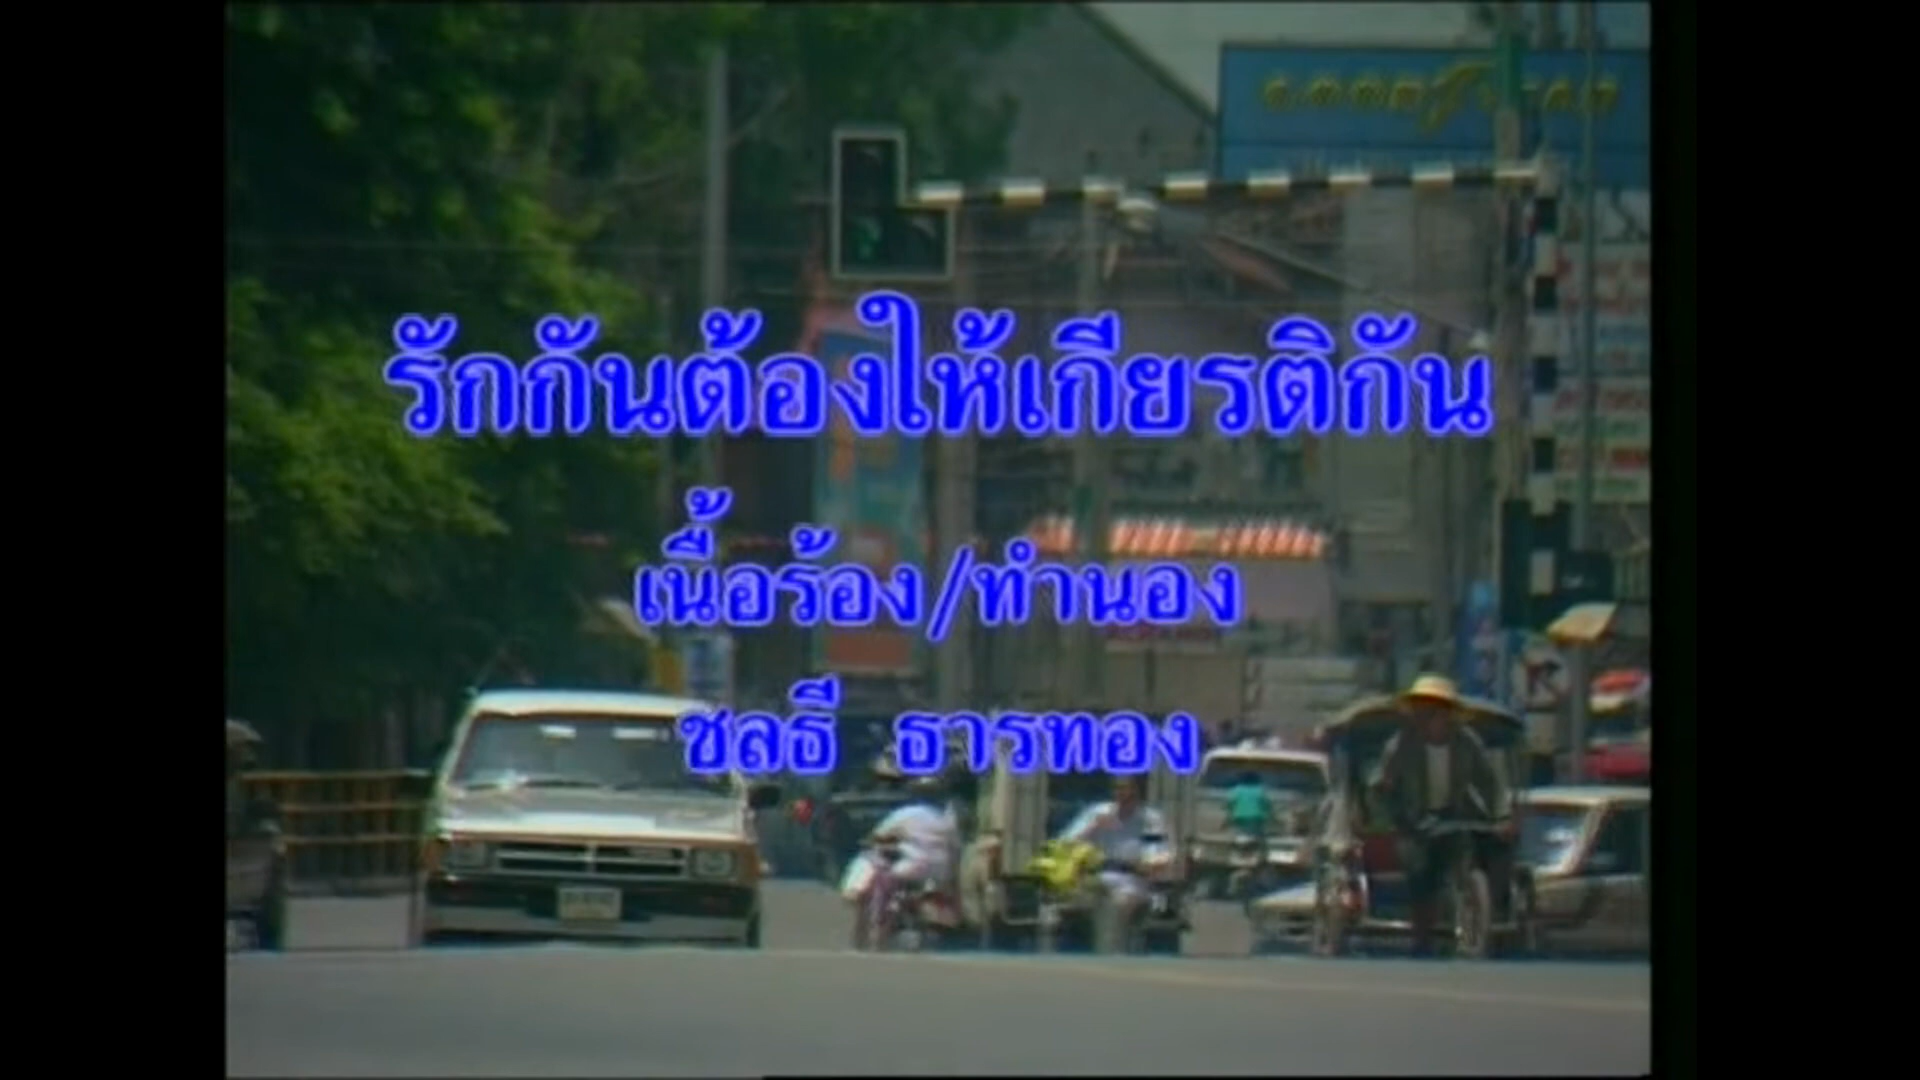 รักกันต้องให้เกียรติกัน
เนื้อร้อง/ทำนอง
ชลธี ธารทอง